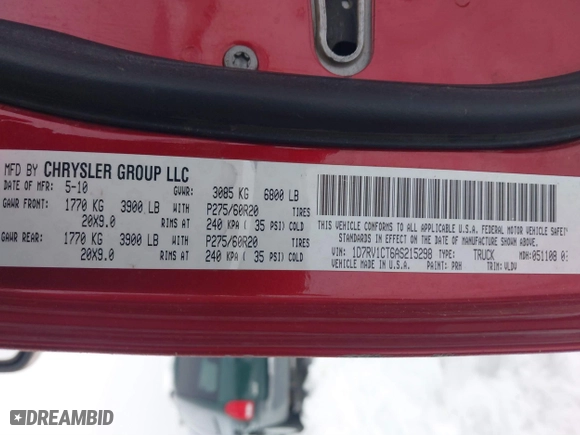 MFD BY CHRYSLER GROUP LLC
DATE OF MFR: 5-10 GVWR: 3085 KG 6800 LB
GAWR FRONT: 1770 KG 3900 LB WITH P275/60R20 TIRES
20X9.0 RIMS AT 240 KPA ( 35 PSI) COLD
GAWR REAR: 1770 KG 3900 LB WITH P275/60R20 TIRES
20X9.0 RIMS AT 240 KPA ( 35 PSI) COLD
THIS VEHICLE CONFORMS TO ALL APPLICABLE U.S.A. FEDERAL MOTOR VEHICLE SAFETY
STANDARDS IN EFFECT ON THE DATE OF MANUFACTURE SHOWN ABOVE.
VIN: 1D7RV1CT6AS215298 TYPE: TRUCK MDH: 051108
VEHICLE MADE IN U.S.A. PAINT: PRH TRIM: VLDV
DREAMBID